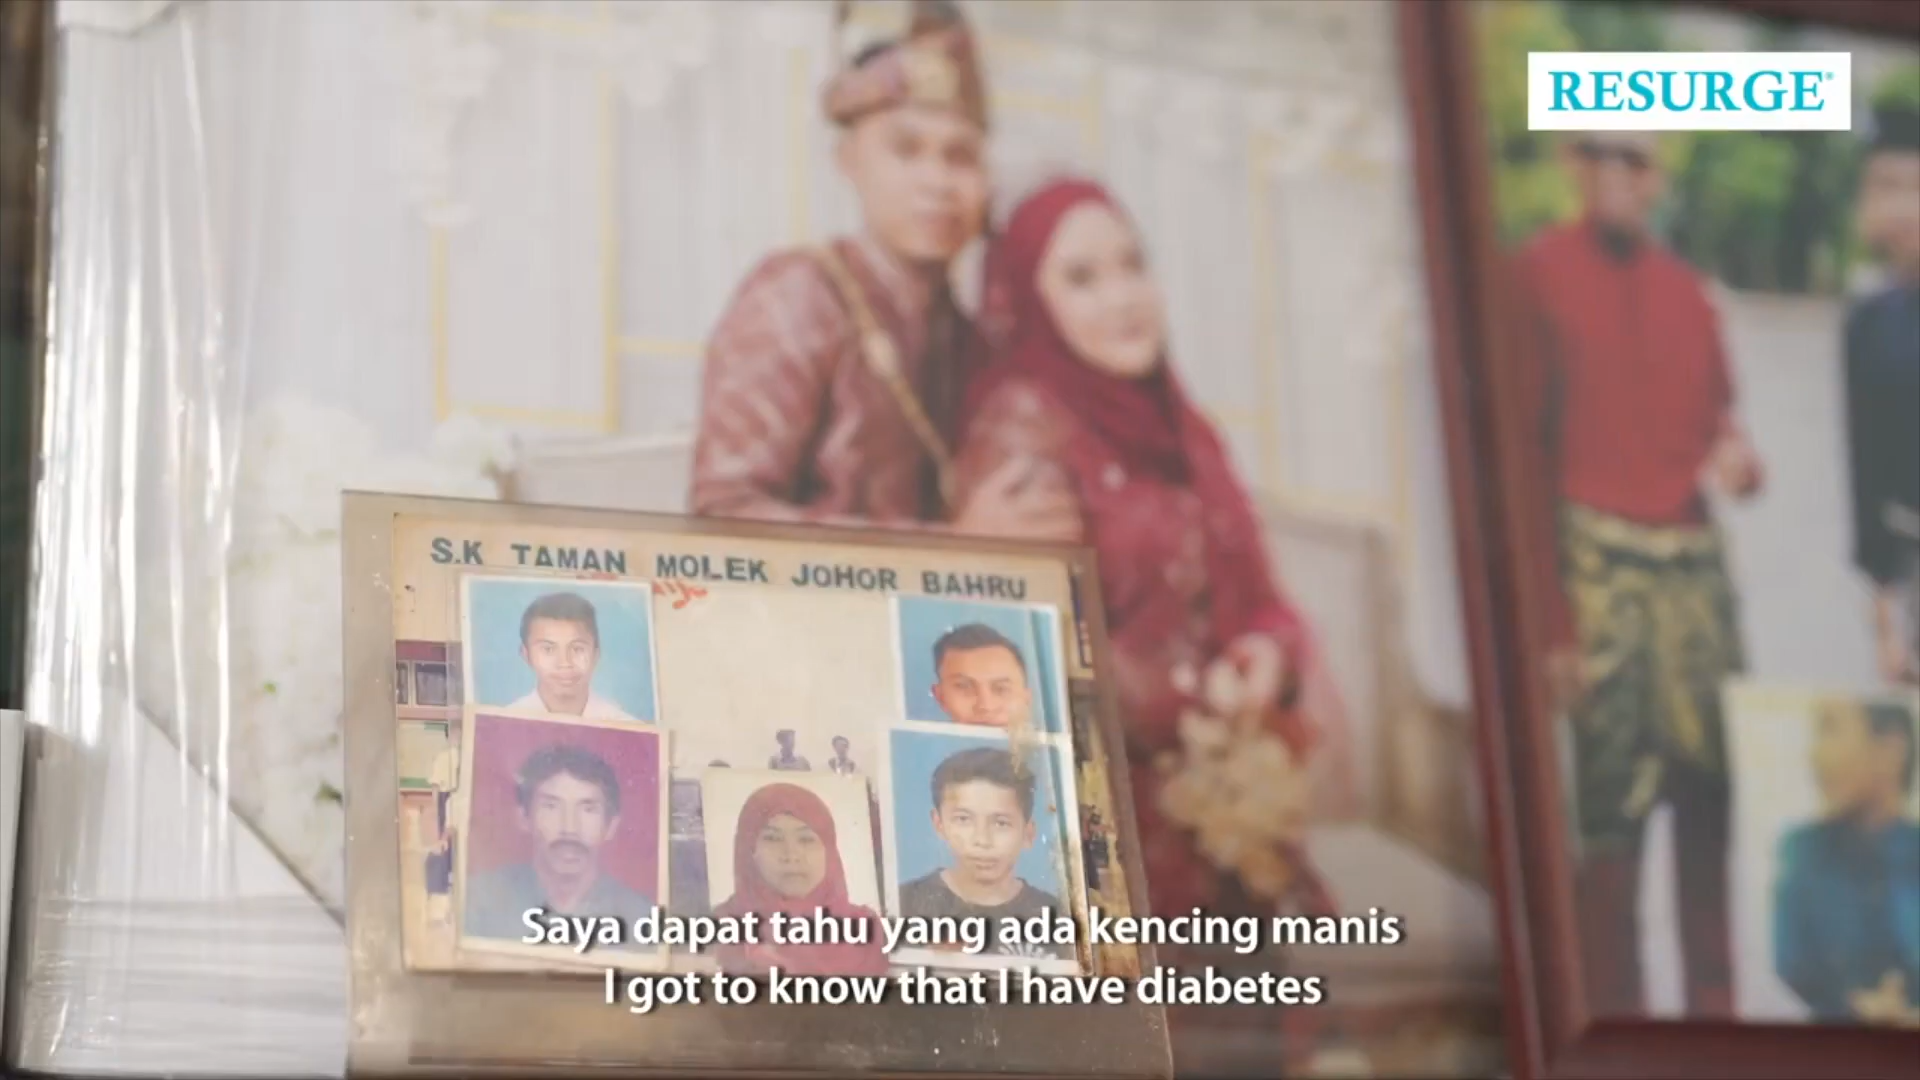 RESURGE®
S.K TAMAN MOLEK JOHOR BAHRU
Saya dapat tahu yang ada kencing manis
I got to know that I have diabetes